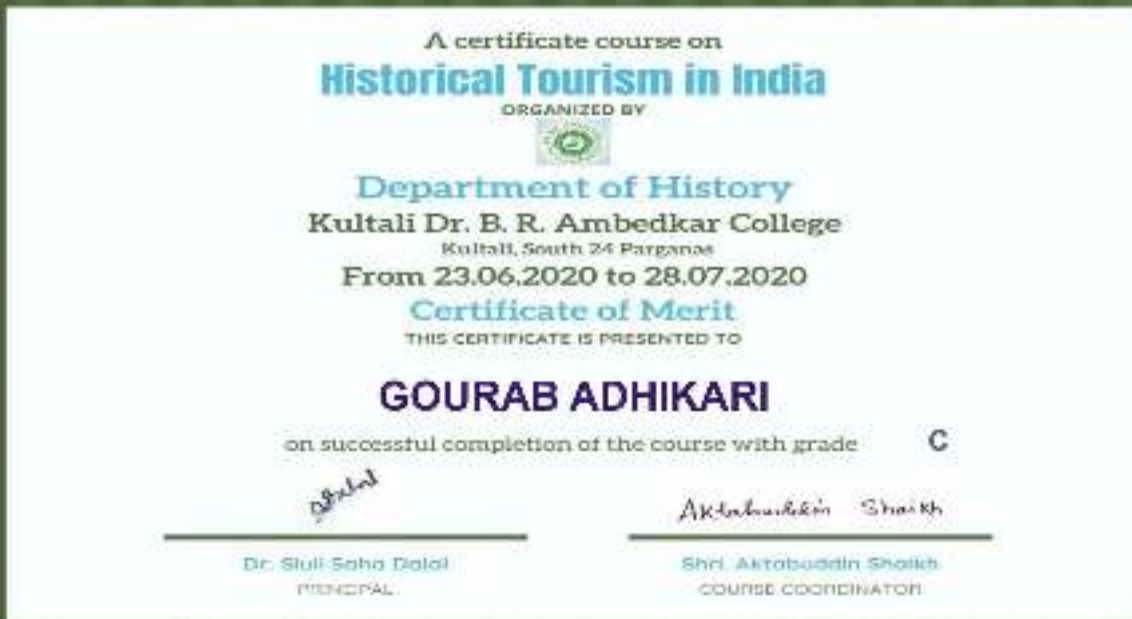 A certificate course on
Historical Tourism in India
ORGANIZED BY
Department of History
Kultali Dr. B. R. Ambedkar College
Kultali, South 24 Parganas
From 23.06.2020 to 28.07.2020
Certificate of Merit
THIS CERTIFICATE IS PRESENTED TO
GOURAB ADHIKARI
on successful completion of the course with grade C
Aktabuddin Shaikh
Dr. Siuli Saha Dalal Shri. Aktabuddin Shaikh
PRINCIPAL COURSE COORDINATOR